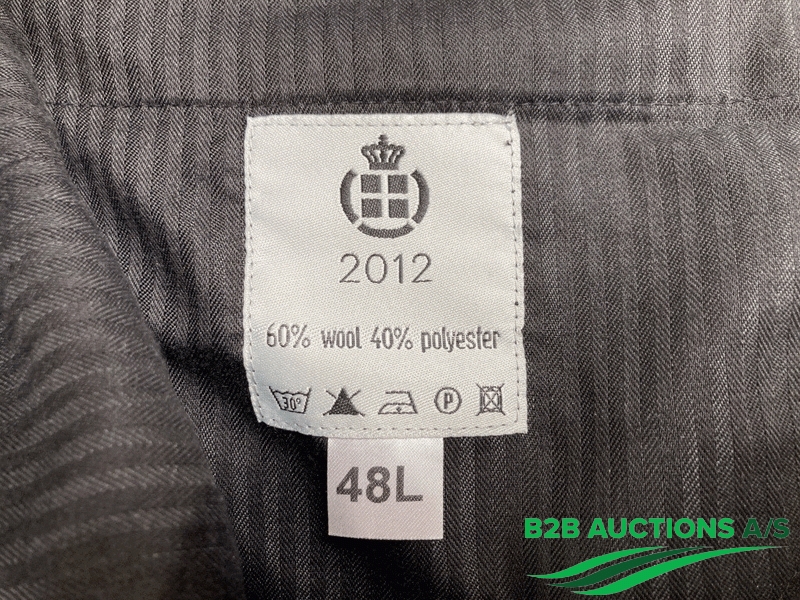 2012
60% wool 40% polyester
30°
P
48L
B2B AUCTIONS A/S